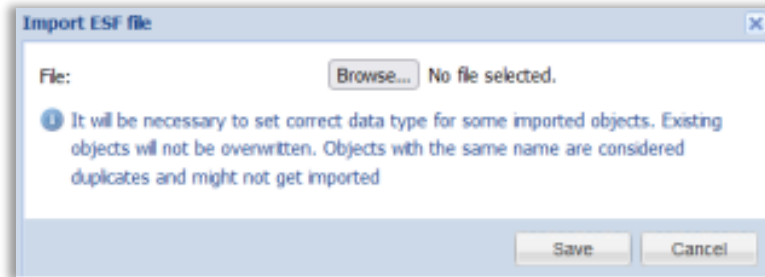 Import ESF file
File: Browse... No file selected.
It will be necessary to set correct data type for some imported objects. Existing
objects will not be overwritten. Objects with the same name are considered
duplicates and might not get imported
Save Cancel